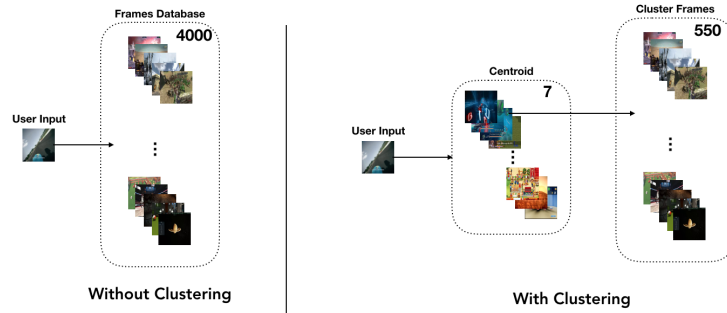 Frames Database
4000
User Input
Without Clustering
Cluster Frames
550
Centroid
7
User Input
With Clustering